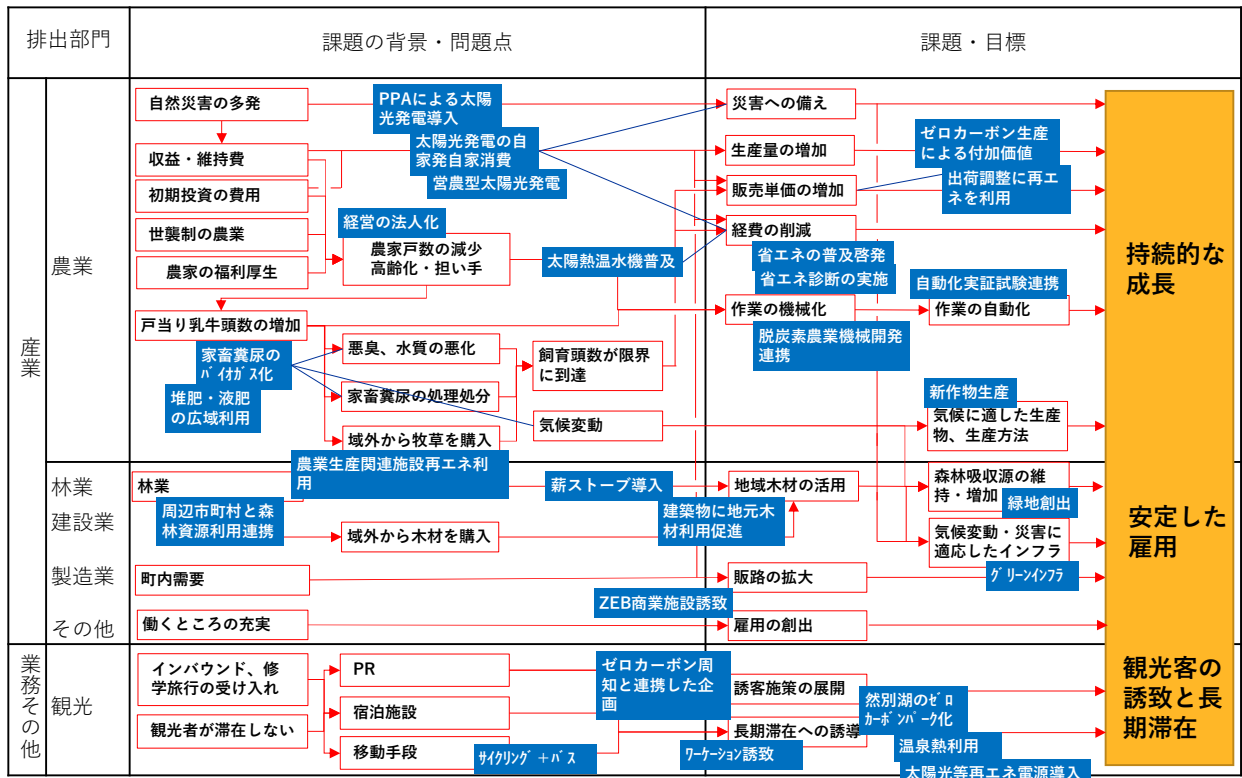 排出部門
課題の背景・問題点
課題・目標
産業
農業
自然災害の多発
PPAによる太陽
光発電導入
災害への備え
収益・維持費
太陽光発電の自
家発自家消費
生産量の増加
ゼロカーボン生産
による付加価値
営農型太陽光発電
初期投資の費用
販売単価の増加
出荷調整に再エ
ネを利用
世襲制の農業
経営の法人化
経費の削減
農家の福利厚生
農家戸数の減少
高齢化・担い手
太陽熱温水機普及
省エネの普及啓発
省エネ診断の実施
持続的な
成長
自動化実証試験連携
戸当り乳牛頭数の増加
作業の機械化
作業の自動化
脱炭素農業機械開発
連携
家畜糞尿の
ﾊﾞｲｵｶﾞｽ化
悪臭、水質の悪化
飼育頭数が限界
に到達
堆肥・液肥
の広域利用
家畜糞尿の処理処分
新作物生産
域外から牧草を購入
気候変動
気候に適した生産
物、生産方法
農業生産関連施設再エネ利
用
林業
林業
薪ストーブ導入
地域木材の活用
森林吸収源の維
持・増加
緑地創出
建設業
周辺市町村と森
林資源利用連携
域外から木材を購入
建築物に地元木
材利用促進
気候変動・災害に
適応したインフラ
安定した
雇用
製造業
町内需要
販路の拡大
ｸﾞﾘｰﾝｲﾝﾌﾗ
その他
働くところの充実
ZEB商業施設誘致
雇用の創出
業務その他
観光
インバウンド、修
学旅行の受け入れ
PR
ゼロカーボン周
知と連携した企
画
誘客施策の展開
然別湖のｾﾞﾛ
ｶｰﾎﾞﾝﾊﾟｰｸ化
観光客の
誘致と長
期滞在
観光者が滞在しない
宿泊施設
長期滞在への誘導
温泉熱利用
移動手段
ｻｲｸﾘﾝｸﾞ＋ﾊﾞｽ
ﾜｰｹｰｼｮﾝ誘致
太陽光等再エネ電源導入